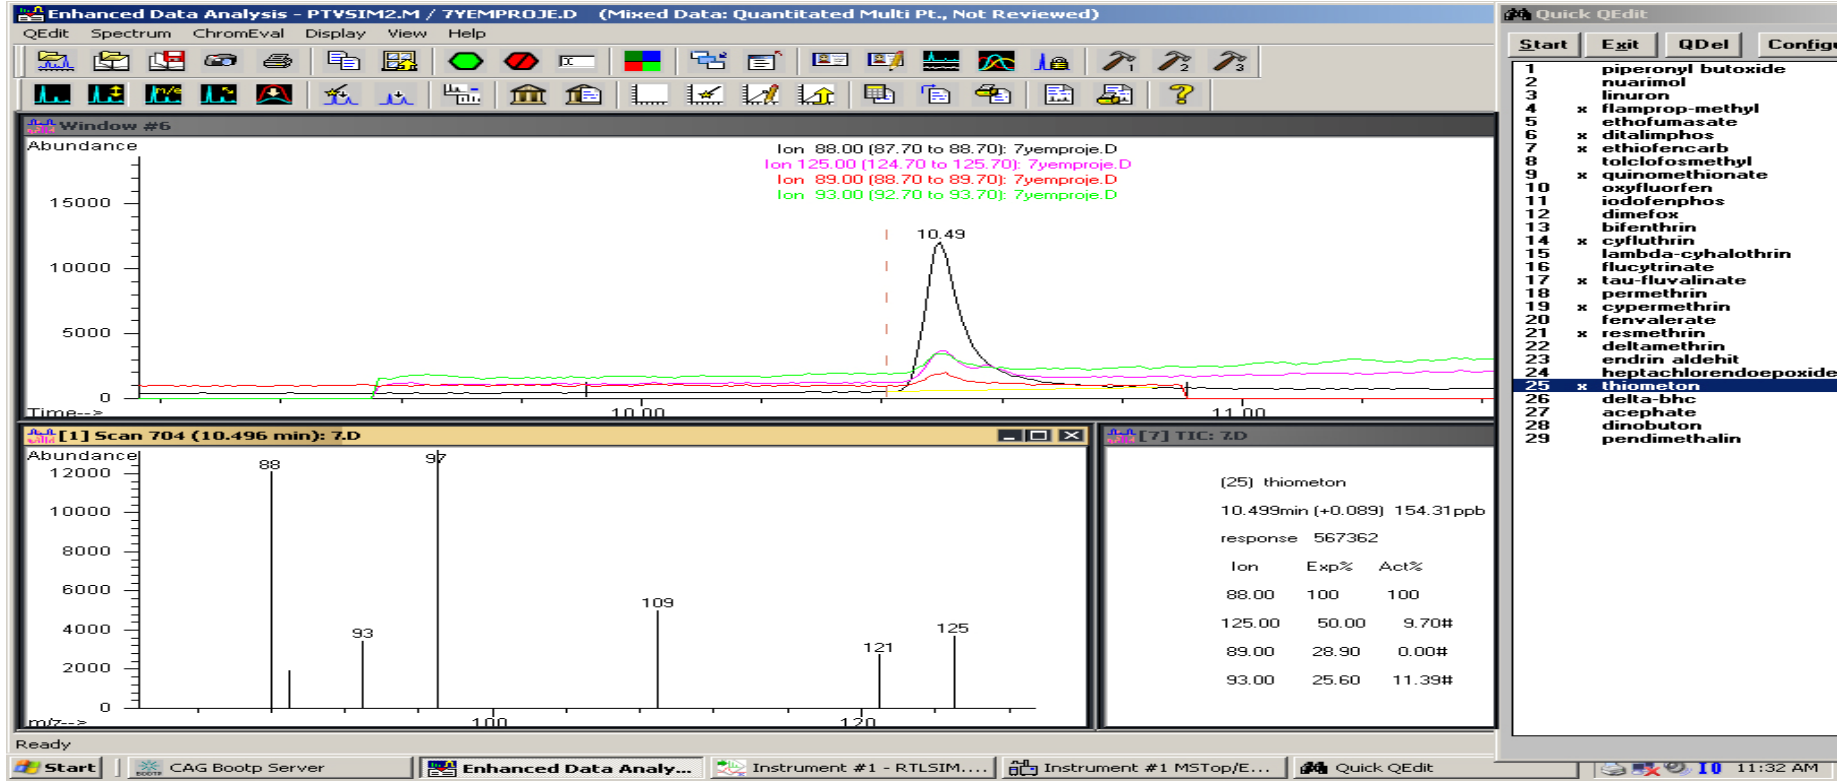 Enhanced Data Analysis - PTVSIM2.M / 7YEMPROJE.D (Mixed Data: Quantitated Multi Pt., Not Reviewed)
QEdit Spectrum ChromEval Display View Help
Window #6
Abundance
Ion 88.00 (87.70 to 88.70): 7yemproje.D
Ion 125.00 (124.70 to 125.70): 7yemproje.D
Ion 89.00 (88.70 to 89.70): 7yemproje.D
Ion 93.00 (92.70 to 93.70): 7yemproje.D
15000
10.49
10000
5000
0
Time-->
10.00 11.00
[1] Scan 704 (10.496 min): 7.D
Abundance
88 97
12000
10000
8000
6000
109
4000
93 125
121
2000
0
m/z-->
100 120
[7] TIC: 7.D
(25) thiometon
10.499min (+0.089) 154.31ppb
response 567362
Ion Exp% Act%
88.00 100 100
125.00 50.00 9.70#
89.00 28.90 0.00#
93.00 25.60 11.39#
Quick QEdit
Start Exit QDel Configu
1 piperonyl butoxide
2 nuarimol
3 linuron
4 x flamprop-methyl
5 ethofumasate
6 x ditalimphos
7 x ethiofencarb
8 tolclofosmethyl
9 x quinomethionate
10 oxyfluorfen
11 iodofenphos
12 dimefox
13 bifenthrin
14 x cyfluthrin
15 lambda-cyhalothrin
16 flucytrinate
17 x tau-fluvalinate
18 permethrin
19 x cypermethrin
20 fenvalerate
21 x resmethrin
22 deltamethrin
23 endrin aldehit
24 heptachlorendoepoxide
25 x thiometon
26 delta-bhc
27 acephate
28 dinobuton
29 pendimethalin
Ready
Start CAG Bootp Server Enhanced Data Analy... Instrument #1 - RTLSIM.... Instrument #1 MSTop/E... Quick QEdit 11:32 AM